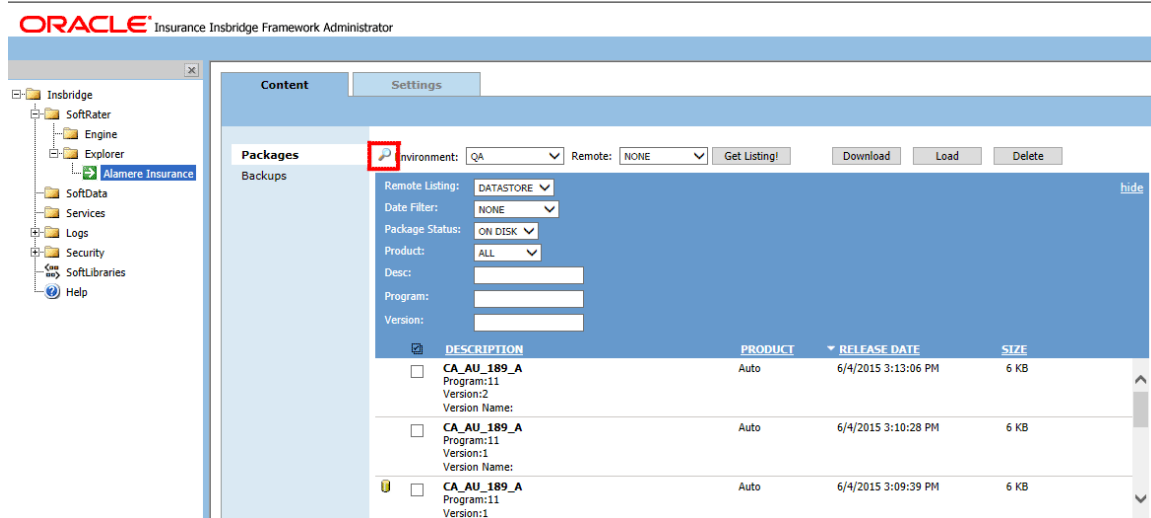 ORACLE Insurance Insbridge Framework Administrator
Insbridge
SoftRater
Engine
Explorer
Alamere Insurance
SoftData
Services
Logs
Security
SoftLibraries
Help
Content Settings
Packages
Backups
Environment: QA Remote: NONE Get Listing! Download Load Delete
Remote Listing: DATASTORE hide
Date Filter: NONE
Package Status: ON DISK
Product: ALL
Desc:
Program:
Version:
DESCRIPTION PRODUCT RELEASE DATE SIZE
CA_AU_189_A Auto 6/4/2015 3:13:06 PM 6 KB
Program:11
Version:2
Version Name:
CA_AU_189_A Auto 6/4/2015 3:10:28 PM 6 KB
Program:11
Version:1
Version Name:
CA_AU_189_A Auto 6/4/2015 3:09:39 PM 6 KB
Program:11
Version:1